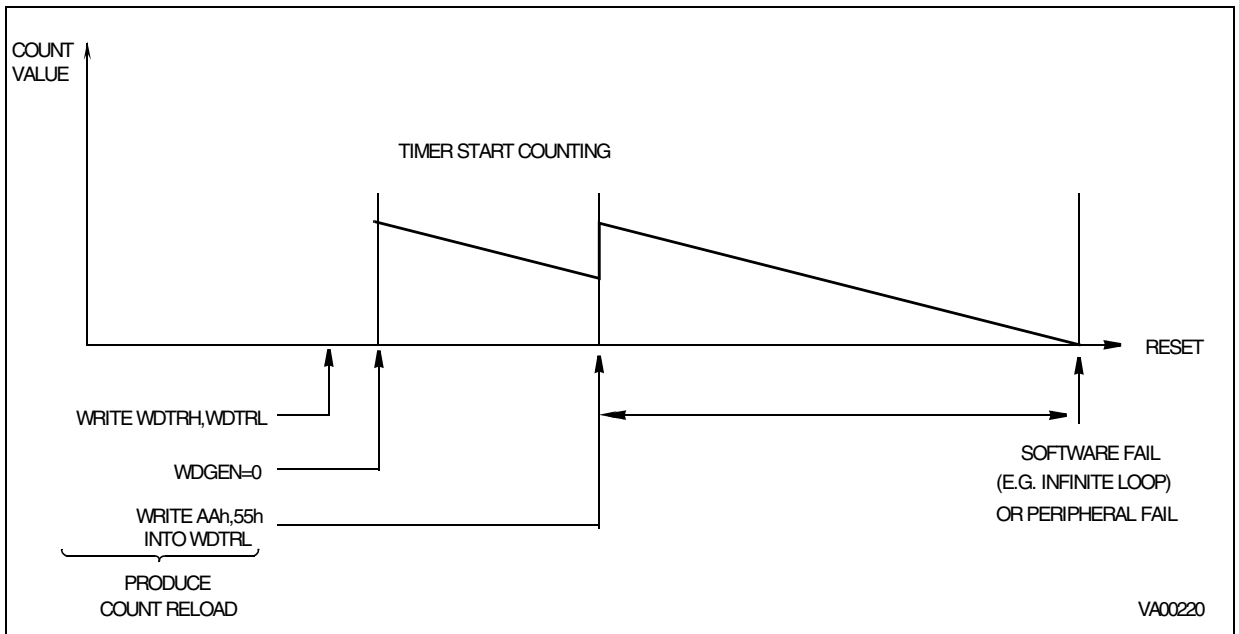 COUNT
VALUE
TIMER START COUNTING
RESET
WRITE WDTRH,WDTRL
WDGEN=0
WRITE AAh,55h
INTO WDTRL
PRODUCE
COUNT RELOAD
SOFTWARE FAIL
(E.G. INFINITE LOOP)
OR PERIPHERAL FAIL
VA00220